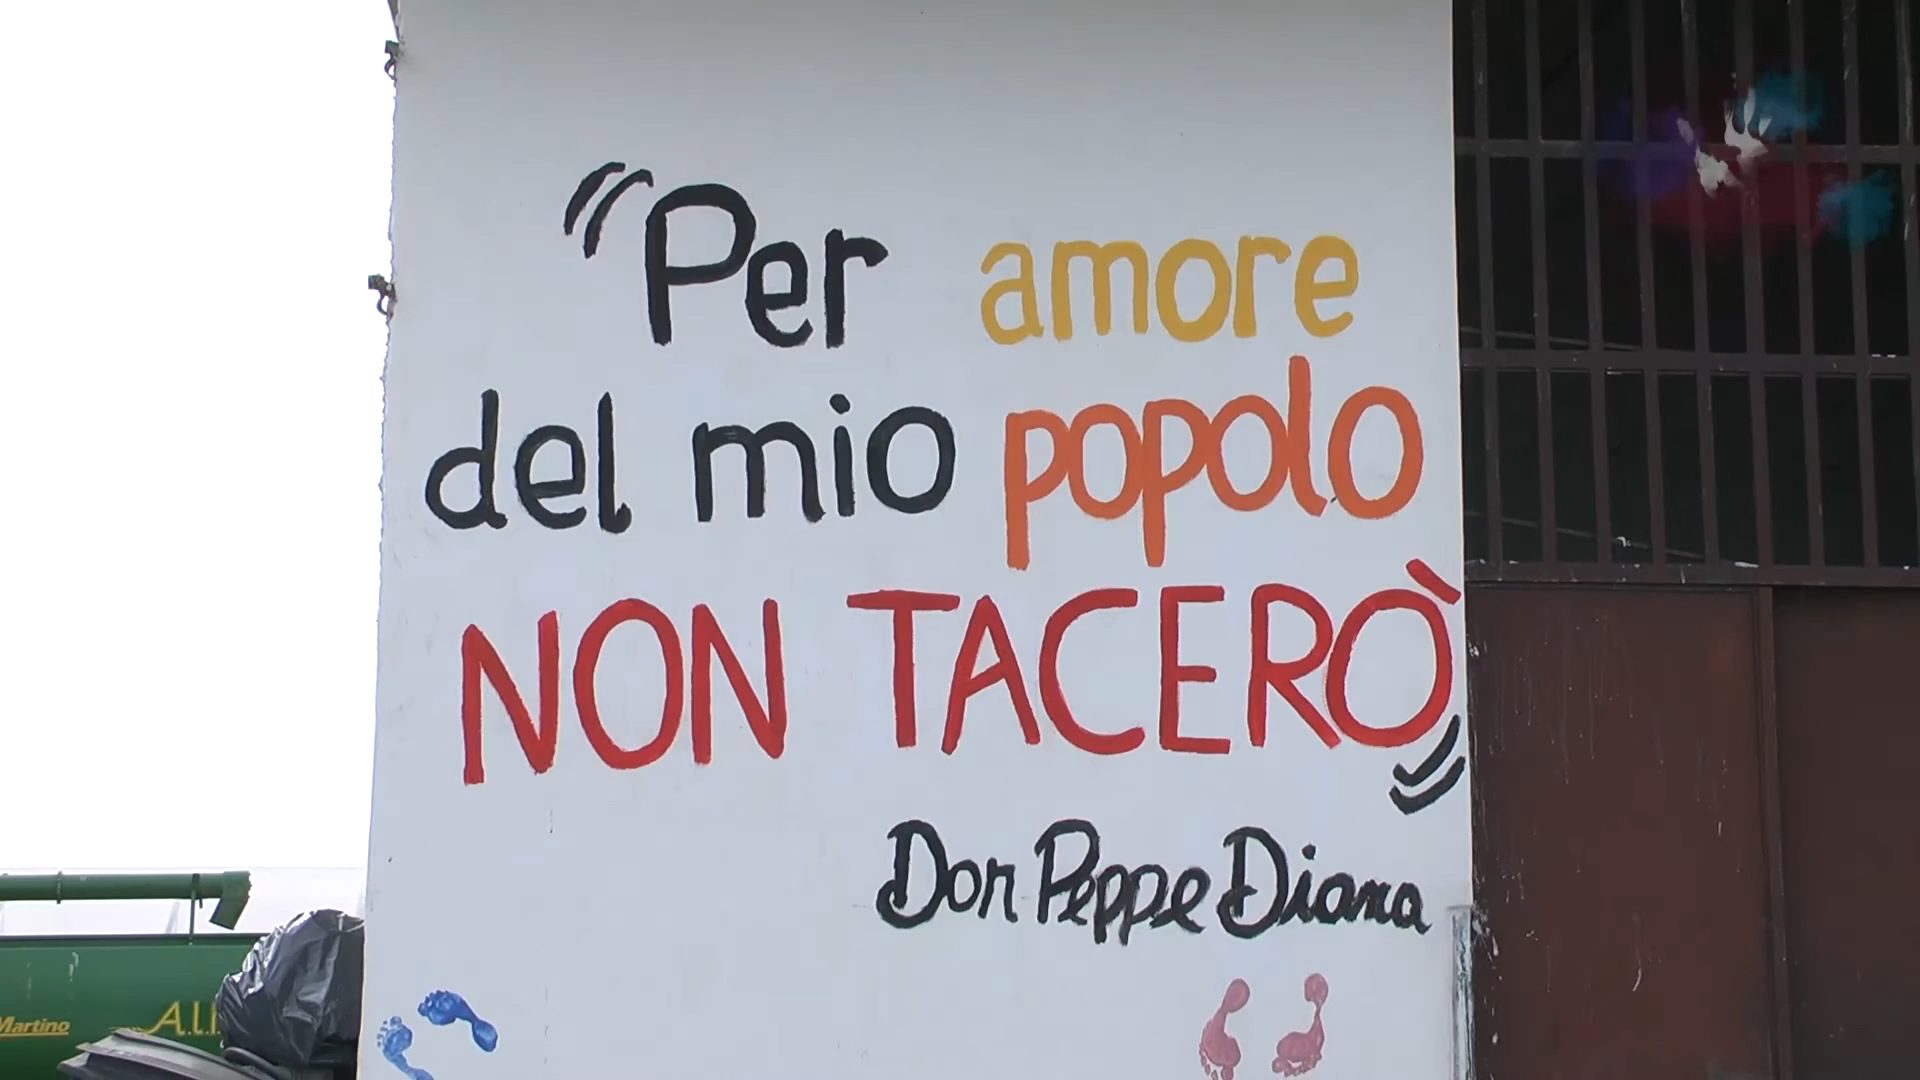 "Per amore
del mio popolo
NON TACERÒ"
Don Peppe Diana
Martino